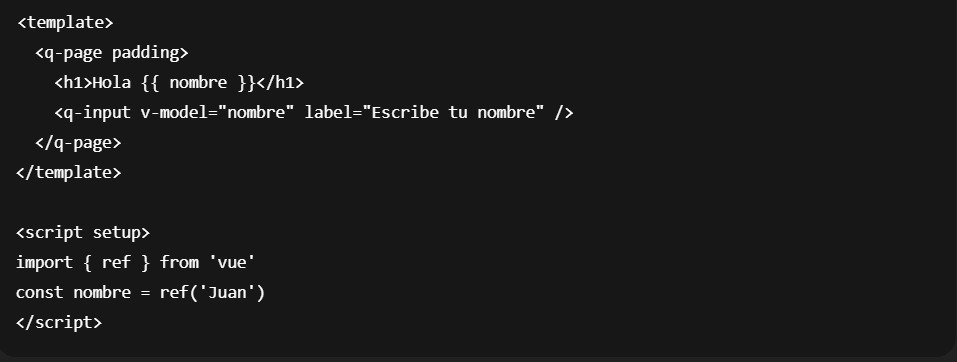 <template>
  <q-page padding>
    <h1>Hola {{ nombre }}</h1>
    <q-input v-model="nombre" label="Escribe tu nombre" />
  </q-page>
</template>

<script setup>
import { ref } from 'vue'
const nombre = ref('Juan')
</script>